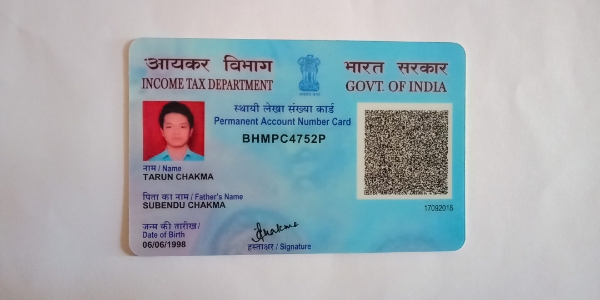 आयकर विभाग
INCOME TAX DEPARTMENT
भारत सरकार
GOVT. OF INDIA
स्थायी लेखा संख्या कार्ड
Permanent Account Number Card
BHMPC4752P
नाम / Name
TARUN CHAKMA
पिता का नाम / Father's Name
SUBENDU CHAKMA
17092018
जन्म की तारीख /
Date of Birth
06/06/1998
Chakma
हस्ताक्षर / Signature